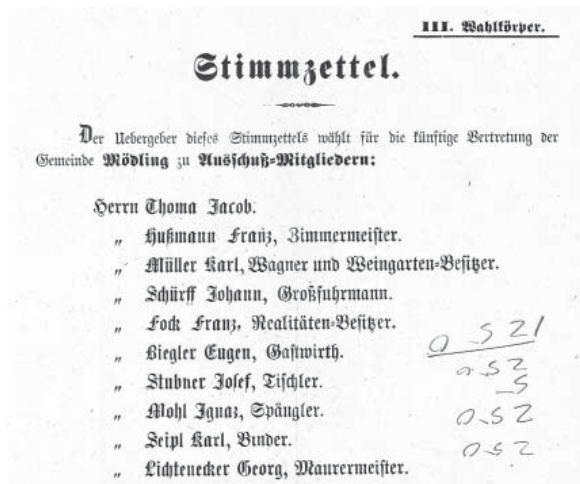 III. Wahlkörper.
Stimmzettel.
Der Uebergeber dieses Stimmzettels wählt für die künftige Vertretung der
Gemeinde Mödling zu Ausschuß-Mitgliedern:
Herrn Thoma Jacob.
„ Hußmann Franz, Zimmermeister.
„ Müller Karl, Wagner und Weingarten-Besitzer.
„ Schürff Johann, Großfuhrmann.
„ Fock Franz, Realitäten-Besitzer.
„ Biegler Eugen, Gastwirth.
„ Stubner Josef, Tischler.
„ Mohl Ignaz, Spängler.
„ Seipl Karl, Binder.
„ Lichtenecker Georg, Maurermeister.